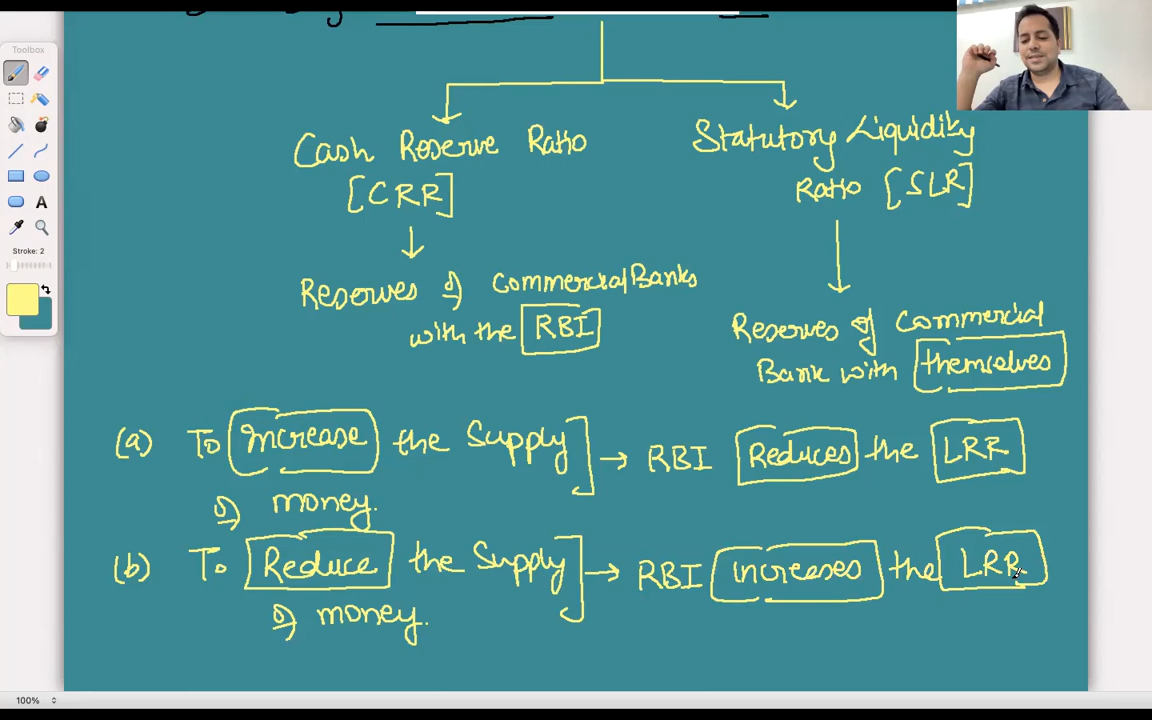 Toolbox
A
Stroke: 2
Cash Reserve Ratio
[CRR]
Statutory Liquidity
Ratio [SLR]
Reserves of Commercial Banks
with the RBI
Reserves of Commercial
Bank with themselves
(a) To increase the Supply → RBI Reduces the LRR
of money.
(b) To Reduce the Supply → RBI increases the LRR
of money.
100%